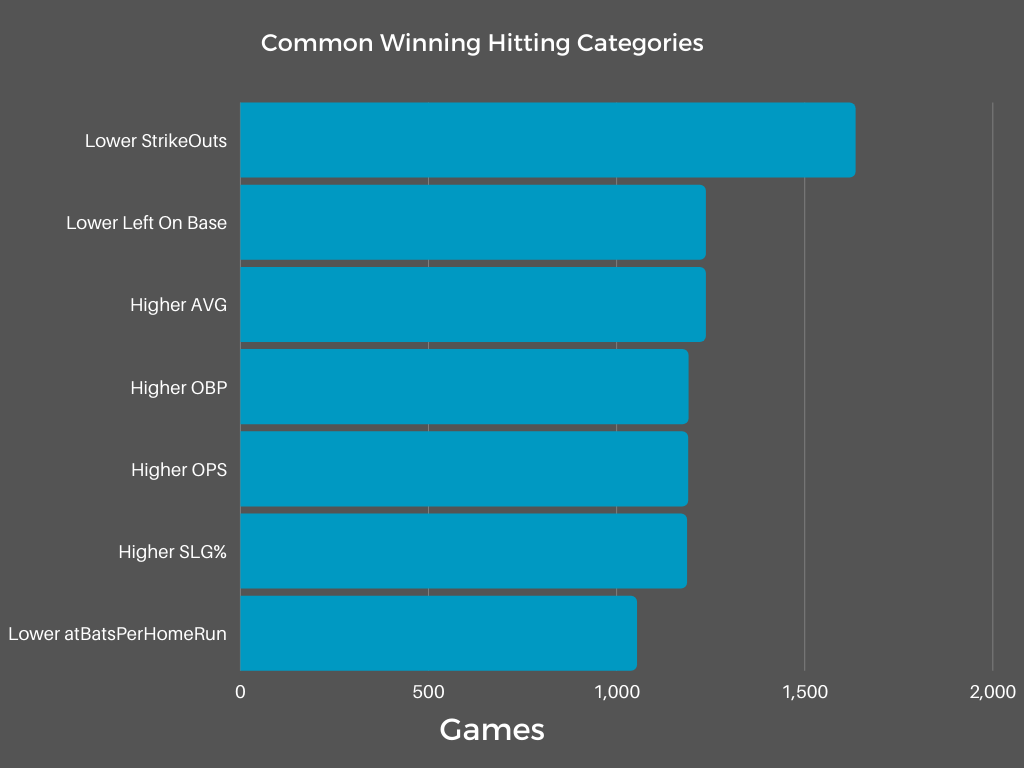 Common Winning Hitting Categories
Lower StrikeOuts
Lower Left On Base
Higher AVG
Higher OBP
Higher OPS
Higher SLG%
Lower atBatsPerHomeRun
0 500 1,000 1,500 2,000
Games